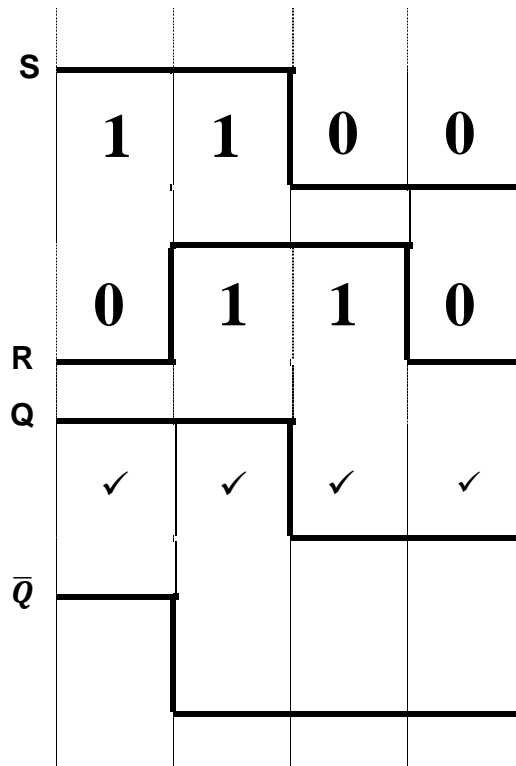 S
1 1 0 0
0 1 1 0
R
Q
✓ ✓ ✓ ✓
Q̅